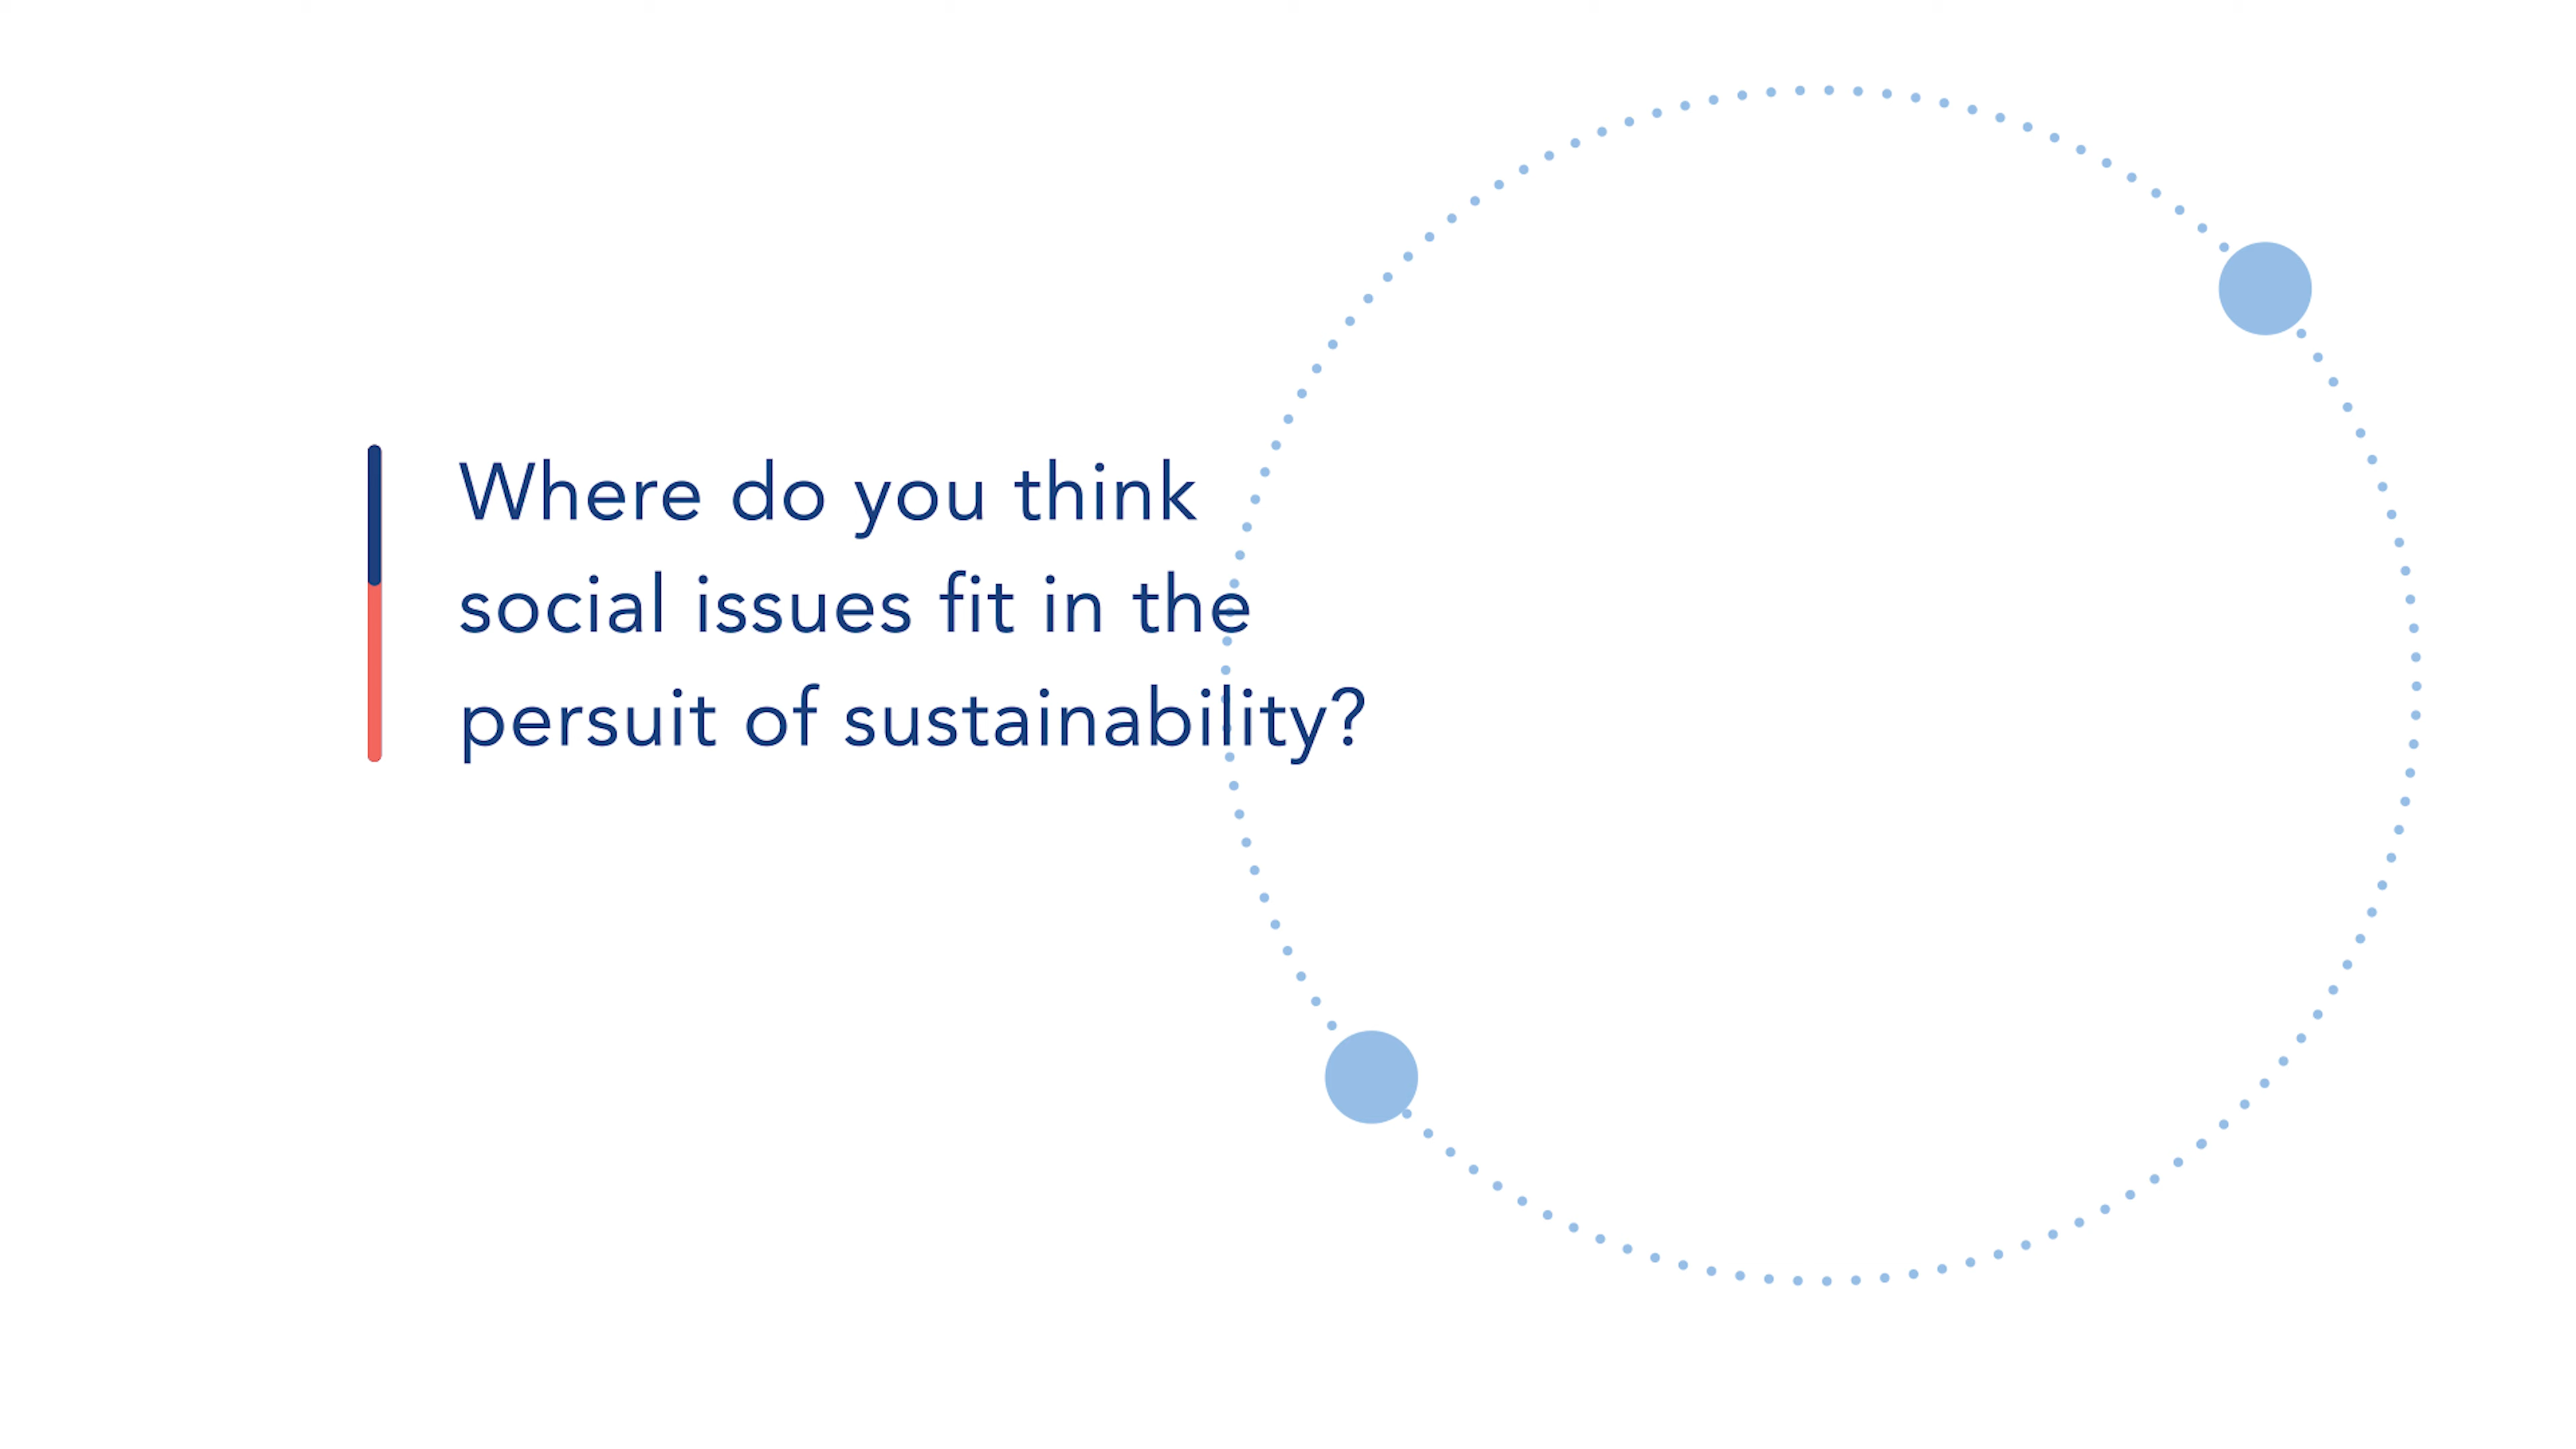 Where do you think
social issues fit in the
persuit of sustainability?